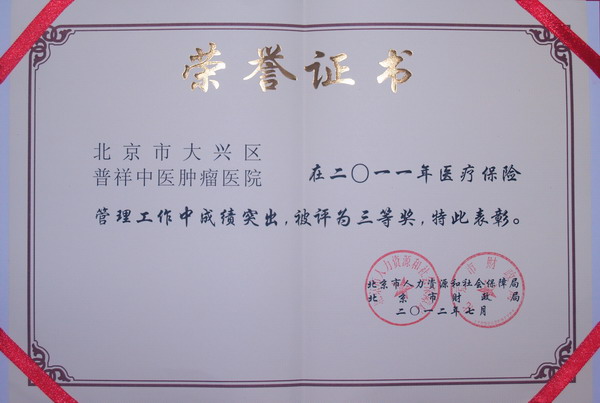 荣誉证书
北京市大兴区
普祥中医肿瘤医院 在二〇一一年医疗保险
管理工作中成绩突出，被评为三等奖，特此表彰。
北京市人力资源和社会保障局
北京市财政局
二〇一二年七月